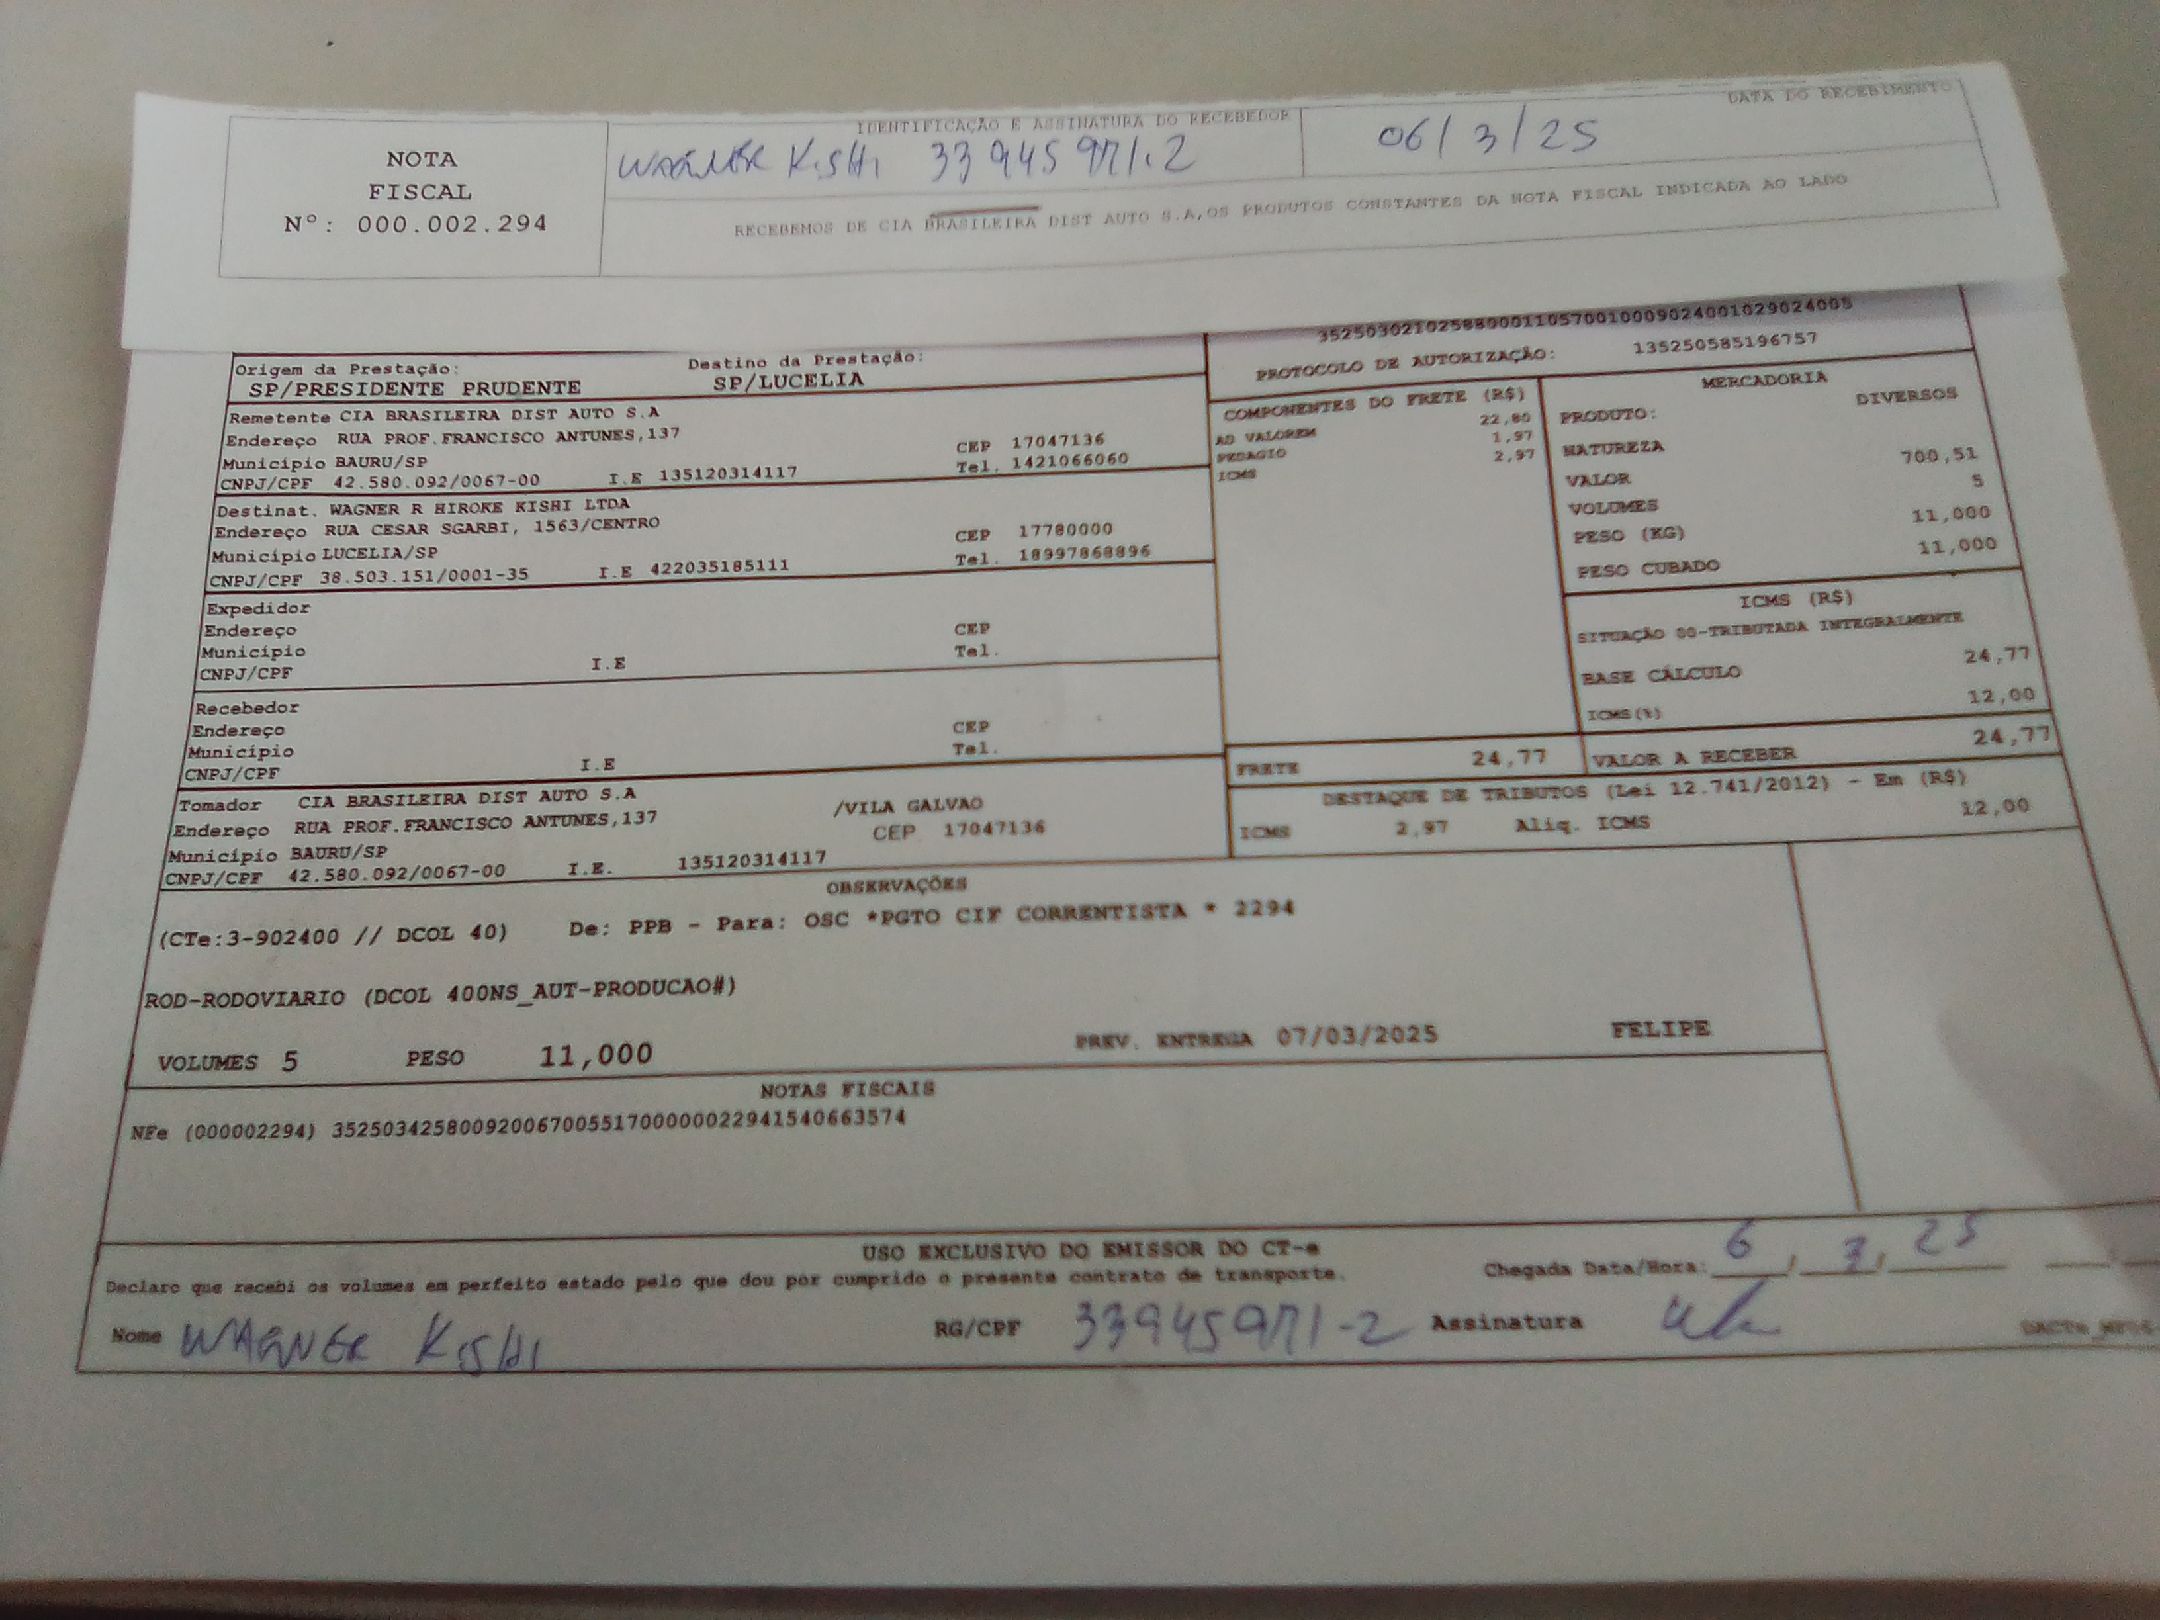 IDENTIFICAÇÃO E ASSINATURA DO RECEBEDOR
DATA DO RECEBIMENTO
NOTA
FISCAL
Nº: 000.002.294
WAGNER KISHI 33945971-2
06/3/25
RECEBEMOS DE CIA BRASILEIRA DIST AUTO S.A,OS PRODUTOS CONSTANTES DA NOTA FISCAL INDICADA AO LADO
35250302102588000110570010009024001029024005
PROTOCOLO DE AUTORIZAÇÃO: 135250585196757
Origem da Prestação: Destino da Prestação:
SP/PRESIDENTE PRUDENTE SP/LUCELIA
Remetente CIA BRASILEIRA DIST AUTO S.A
Endereço RUA PROF.FRANCISCO ANTUNES,137 CEP 17047136
Município BAURU/SP Tel. 1421066060
CNPJ/CPF 42.580.092/0067-00 I.E 135120314117
Destinat. WAGNER R HIROKE KISHI LTDA
Endereço RUA CESAR SGARBI, 1563/CENTRO CEP 17780000
Município LUCELIA/SP Tel. 18997868896
CNPJ/CPF 38.503.151/0001-35 I.E 422035185111
Expedidor
Endereço CEP
Município Tel.
CNPJ/CPF I.E
Recebedor
Endereço CEP
Município Tel.
CNPJ/CPF I.E
Tomador CIA BRASILEIRA DIST AUTO S.A /VILA GALVAO
Endereço RUA PROF.FRANCISCO ANTUNES,137 CEP 17047136
Município BAURU/SP
CNPJ/CPF 42.580.092/0067-00 I.E. 135120314117
COMPONENTES DO FRETE (R$)
22,80
AD VALOREM 1,97
PEDAGIO 2,97
ICMS
MERCADORIA
PRODUTO: DIVERSOS
NATUREZA
VALOR 700,51
VOLUMES 5
PESO (KG) 11,000
PESO CUBADO 11,000
ICMS (R$)
SITUAÇÃO 00-TRIBUTADA INTEGRALMENTE
BASE CÁLCULO 24,77
ICMS(%) 12,00
FRETE 24,77 VALOR A RECEBER 24,77
DESTAQUE DE TRIBUTOS (Lei 12.741/2012) - Em (R$)
ICMS 2,97 Aliq. ICMS 12,00
OBSERVAÇÕES
(CTe:3-902400 // DCOL 40) De: PPB - Para: OSC *PGTO CIF CORRENTISTA * 2294
ROD-RODOVIARIO (DCOL 400NS_AUT-PRODUCAO#)
VOLUMES 5 PESO 11,000 PREV. ENTREGA 07/03/2025 FELIPE
NOTAS FISCAIS
NFe (000002294) 35250342580092006700551700000022941540663574
USO EXCLUSIVO DO EMISSOR DO CT-e
Declaro que recebi os volumes em perfeito estado pelo que dou por cumprido o presente contrato de transporte. Chegada Data/Hora: 6 / 3 / 25
Nome WAGNER KISHI RG/CPF 33945971-2 Assinatura